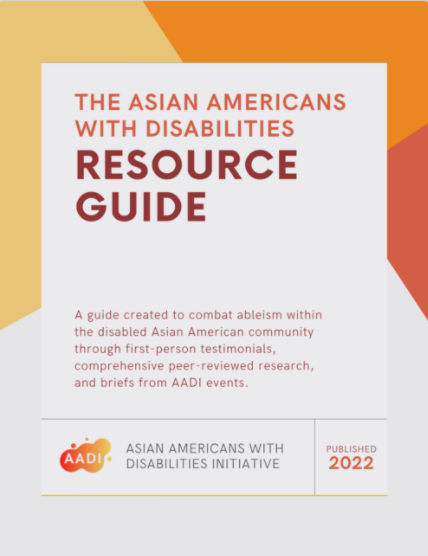 THE ASIAN AMERICANS
WITH DISABILITIES
RESOURCE
GUIDE
A guide created to combat ableism within
the disabled Asian American community
through first-person testimonials,
comprehensive peer-reviewed research,
and briefs from AADI events.
AADI
ASIAN AMERICANS WITH
DISABILITIES INITIATIVE
PUBLISHED
2022